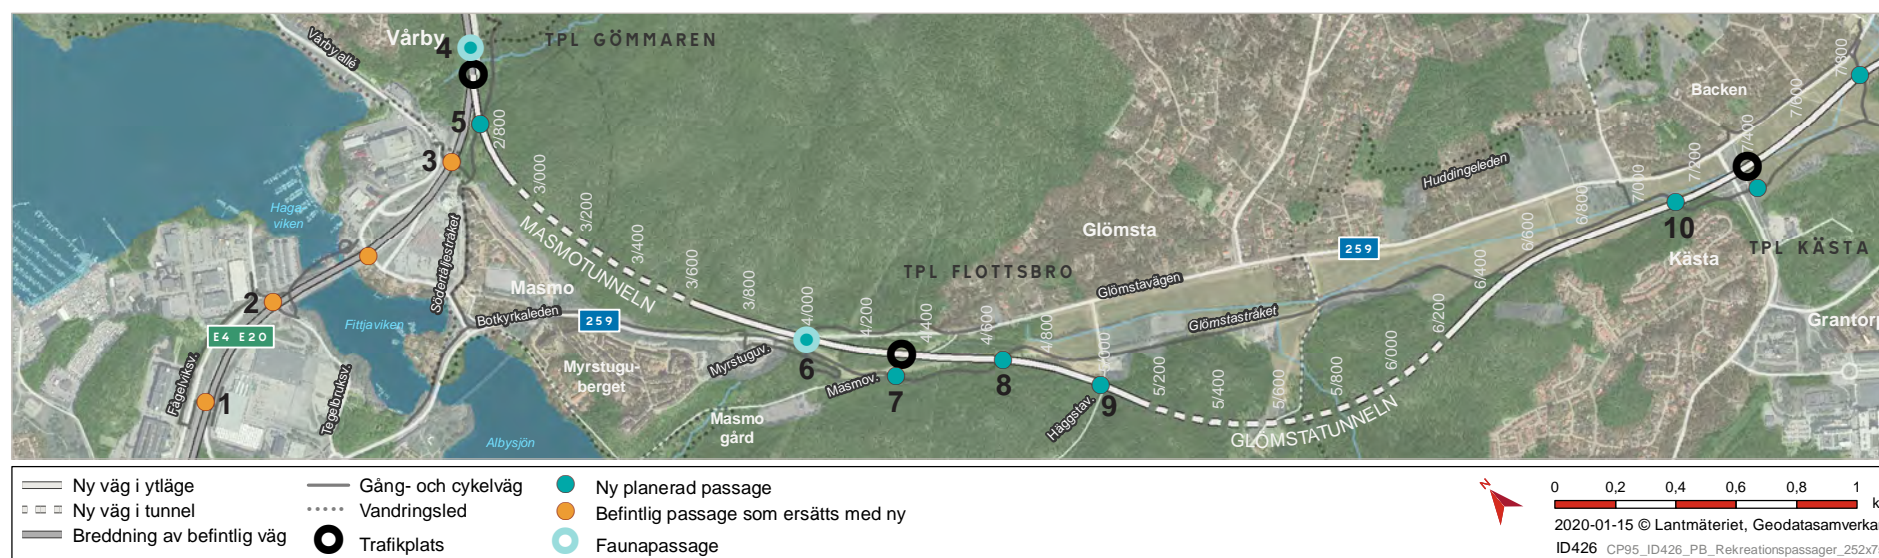 Vårby
TPL GÖMMAREN
Vårby allé
4
5
3
2/800
3/000
3/200
3/400
3/600
3/800
4/000
4/200
4/400
4/600
4/800
5/200
5/400
5/600
5/800
6/000
6/200
6/400
6/600
6/800
7/000
7/200
7/400
7/600
7/800
Backen
Huddingeleden
Haga-
viken
2
Södertäljestråket
MASMOTUNNELN
Masmo
Glömsta
259
10
Kästa
TPL KÄSTA
TPL FLOTTSBRO
Glömstavägen
Glömstastråket
2
Fittjaviken
Botkyrkaleden
259
E4 E20
Grantorp
Fågelviksv.
Tegelbruksv.
Myrstugu-
berget
Myrstuguv.
6
Masmov.
7
8
9
Häggstav.
1
Masmo
gård
Albysjön
GLÖMSTATUNNELN
Ny väg i ytläge
Ny väg i tunnel
Breddning av befintlig väg
Gång- och cykelväg
Vandringsled
Trafikplats
Ny planerad passage
Befintlig passage som ersätts med ny
Faunapassage
N
0 0,2 0,4 0,6 0,8 1
k
2020-01-15 © Lantmäteriet, Geodatasamverka
ID426 CP95_ID426_PB_Rekreationspassager_252x7